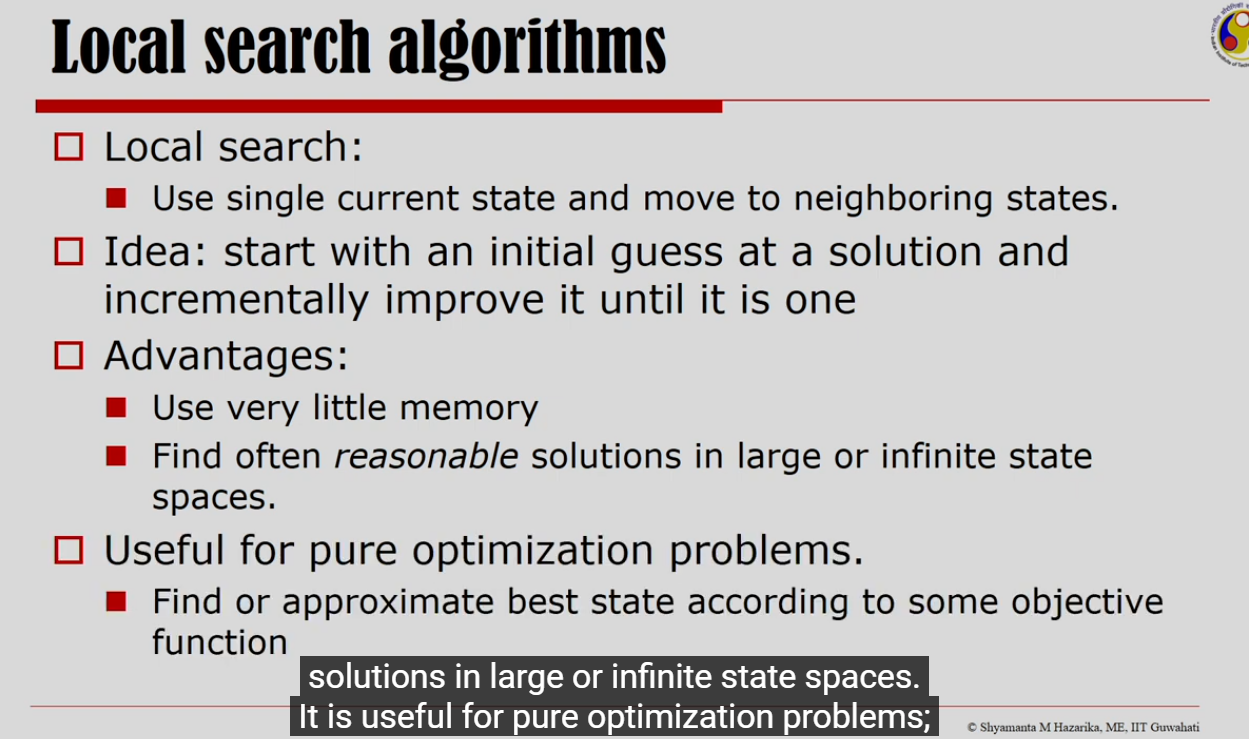 Local search algorithms
Local search:
Use single current state and move to neighboring states.
Idea: start with an initial guess at a solution and
incrementally improve it until it is one
Advantages:
Use very little memory
Find often reasonable solutions in large or infinite state
spaces.
Useful for pure optimization problems.
Find or approximate best state according to some objective
function
solutions in large or infinite state spaces.
It is useful for pure optimization problems;
© Shyamanta M Hazarika, ME, IIT Guwahati